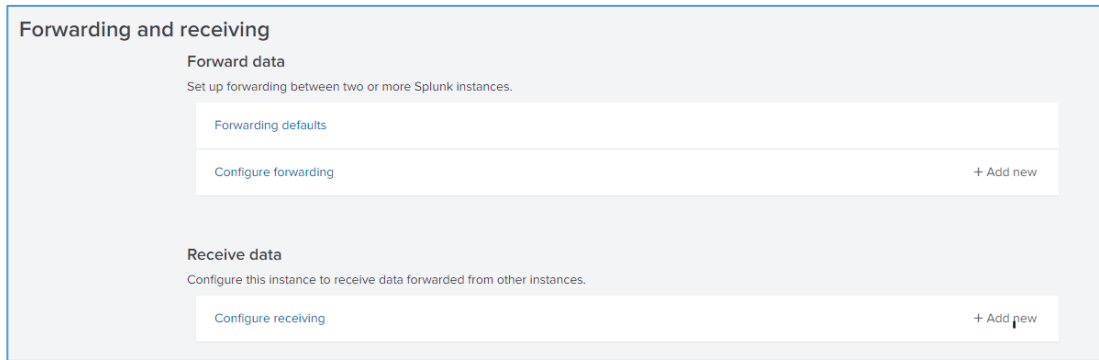 Forwarding and receiving
Forward data
Set up forwarding between two or more Splunk instances.
Forwarding defaults
Configure forwarding + Add new
Receive data
Configure this instance to receive data forwarded from other instances.
Configure receiving + Add new